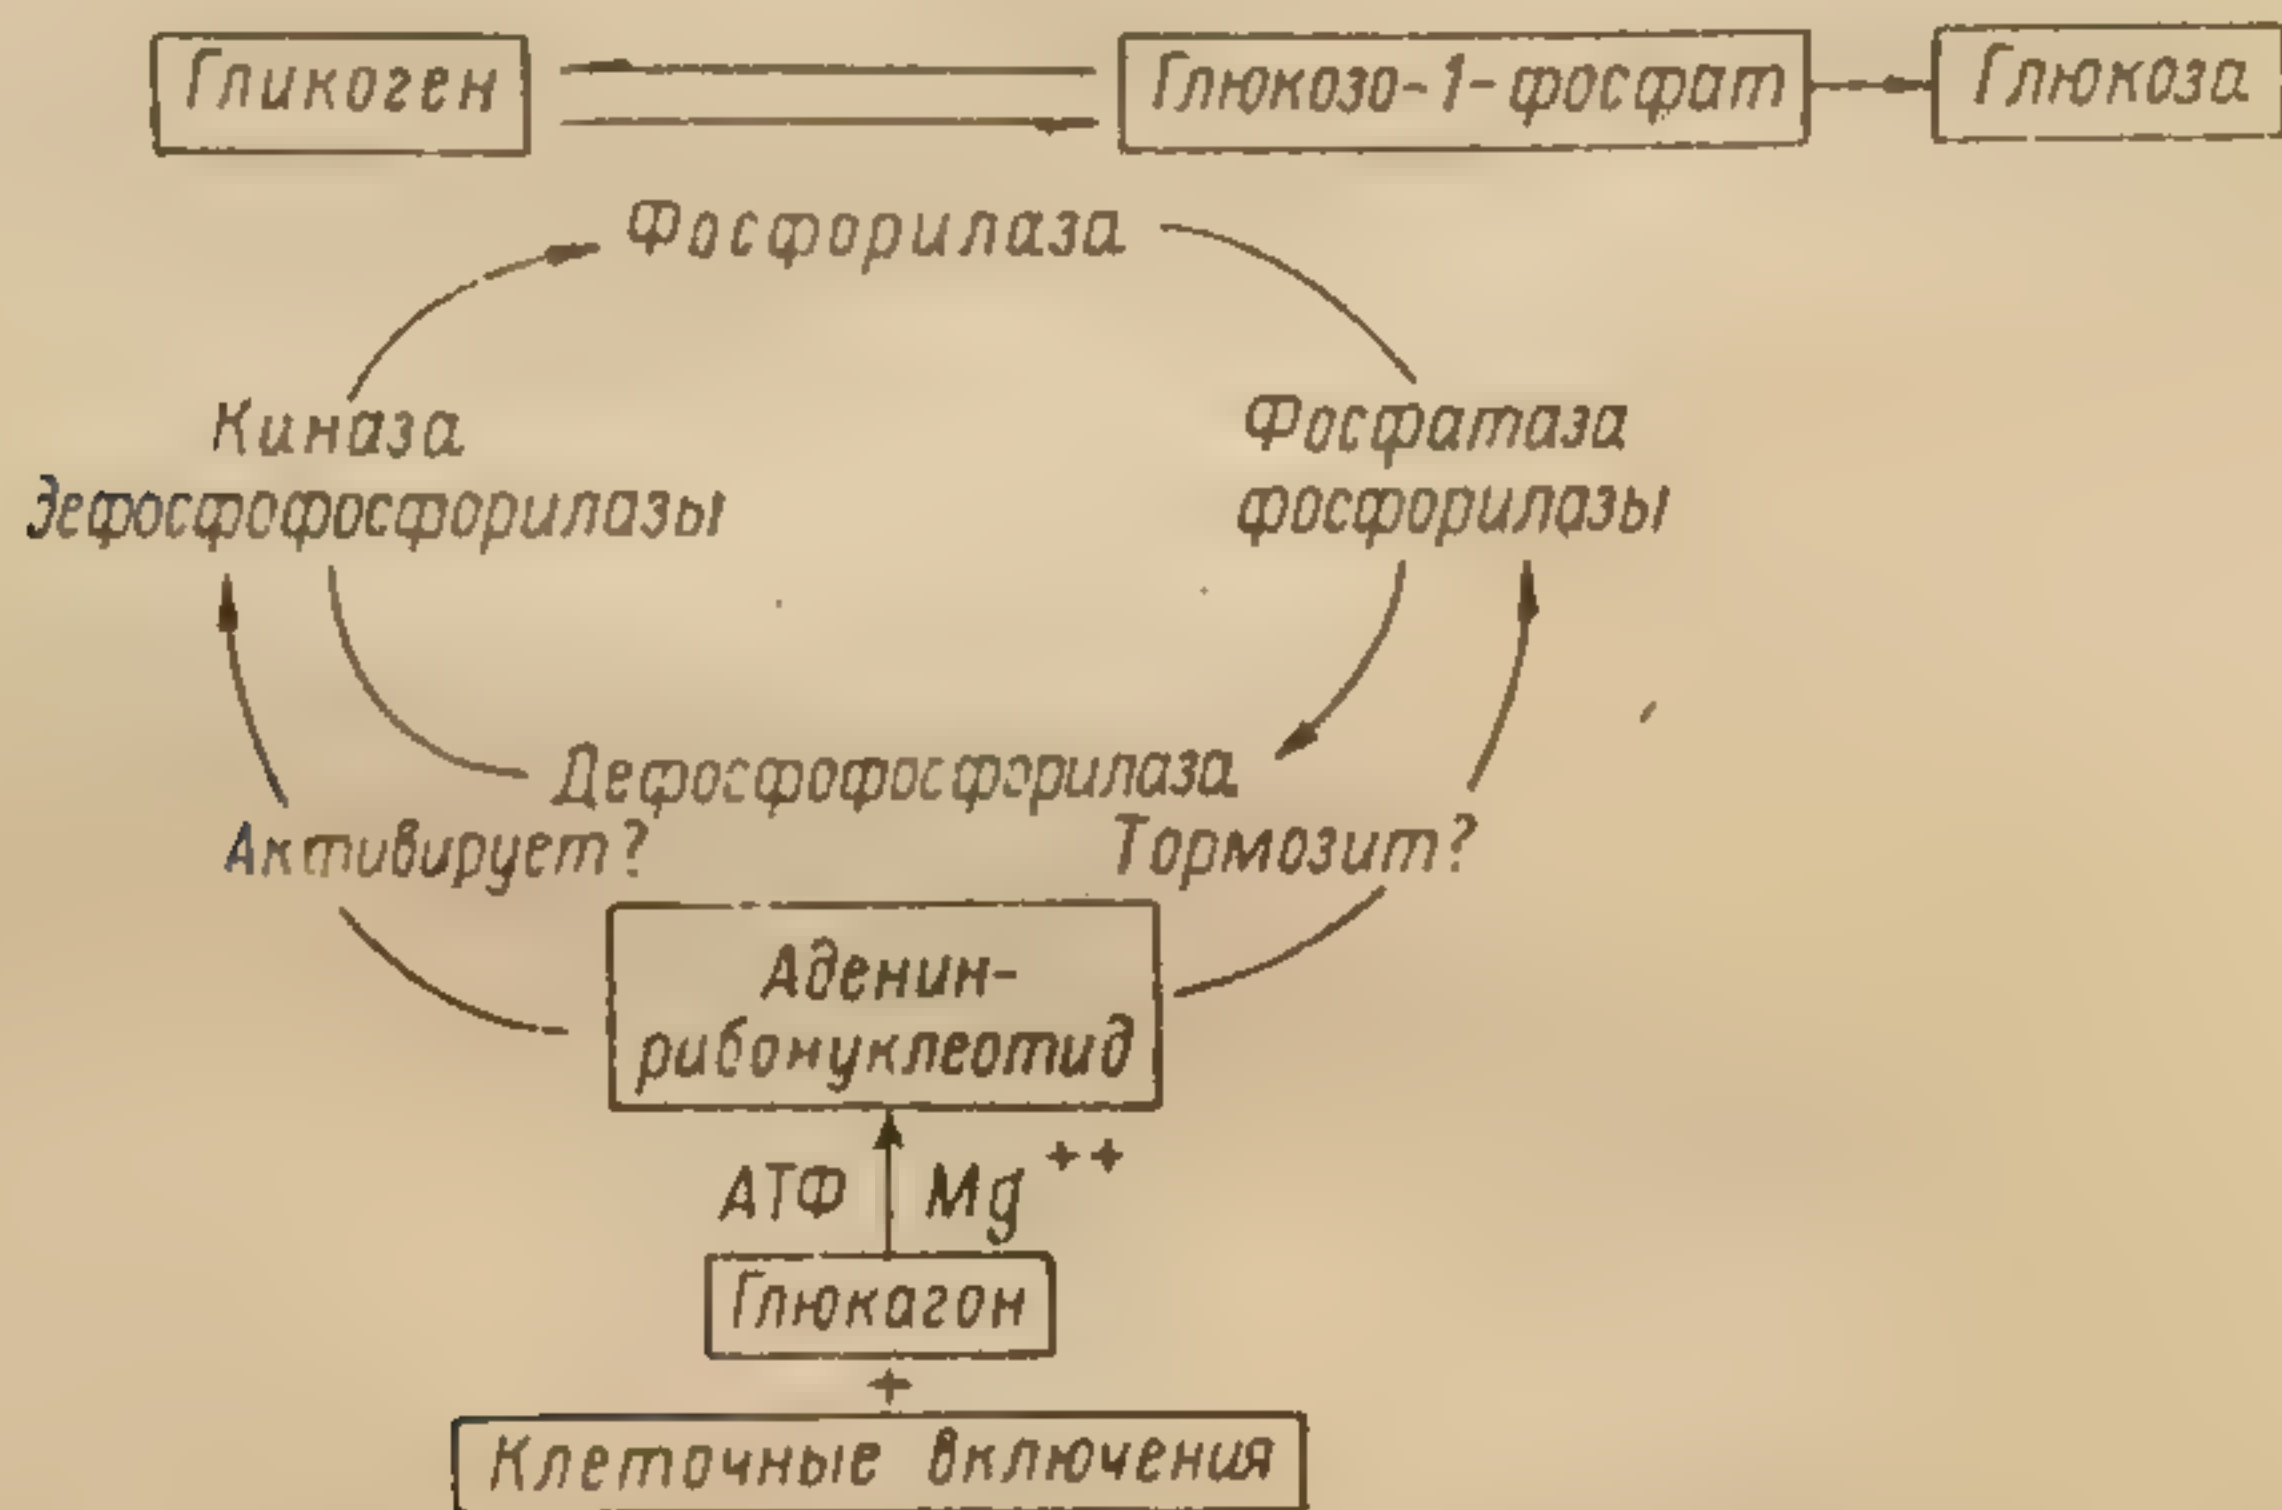 Гликоген
Глюкозо-1-фосфат
Глюкоза
Фосфорилаза
Киназа
дефосфофосфорилазы
Фосфатаза
фосфорилазы
Дефосфофосфорилаза
Активирует?
Тормозит?
Аденин-
рибонуклеотид
АТФ
Mg++
Глюкагон
+
Клеточные включения